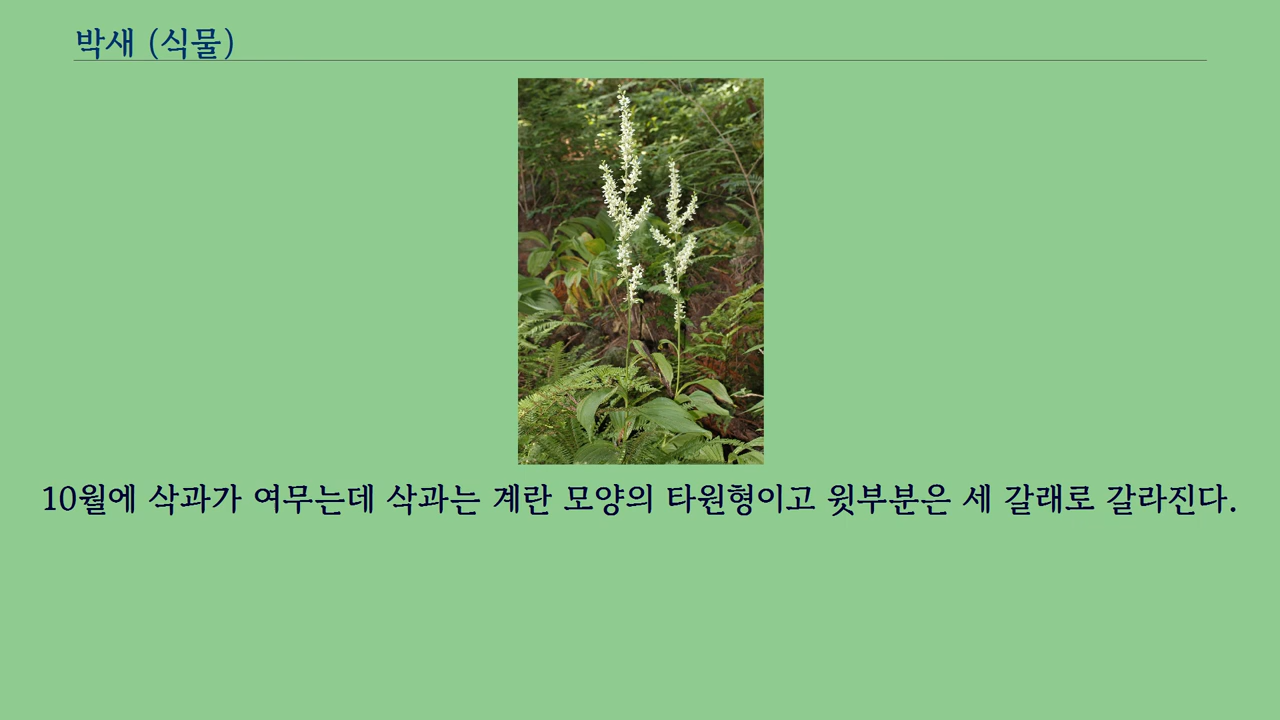 박새 (식물)
10월에 삭과가 여무는데 삭과는 계란 모양의 타원형이고 윗부분은 세 갈래로 갈라진다.